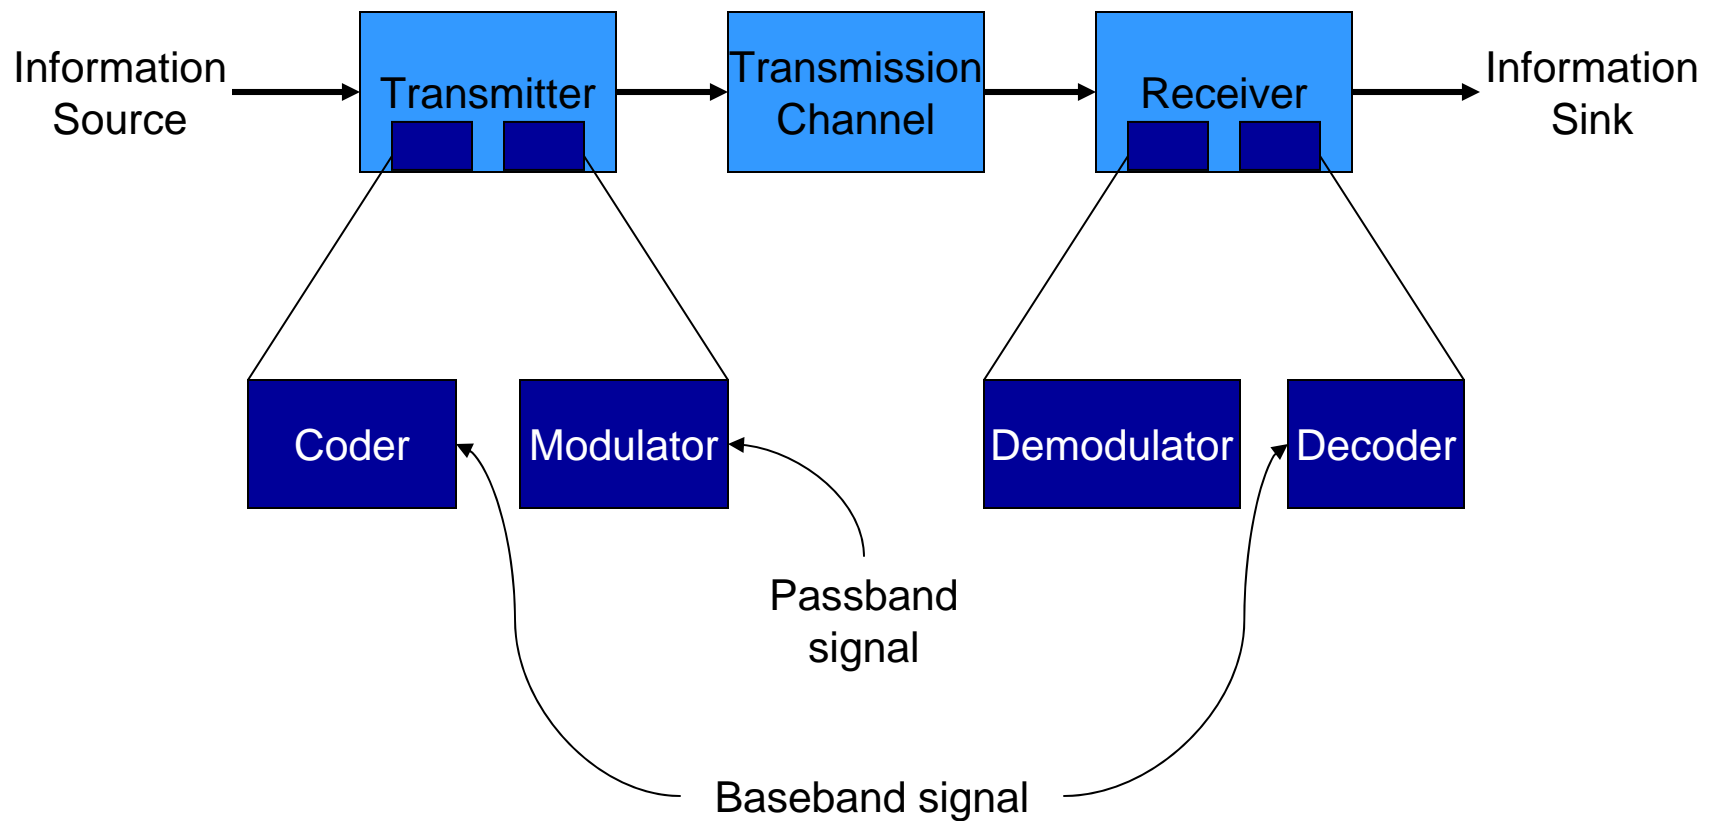 Information
Source
Transmitter
Transmission
Channel
Receiver
Information
Sink
Coder
Modulator
Demodulator
Decoder
Passband
signal
Baseband signal